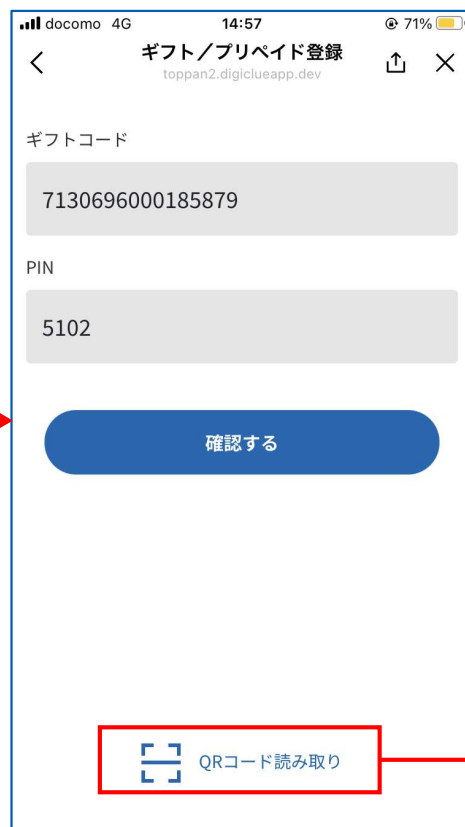 docomo 4G 14:57 71%
ギフト／プリペイド登録
toppan2.digiclueapp.dev
ギフトコード
7130696000185879
PIN
5102
確認する
QRコード読み取り